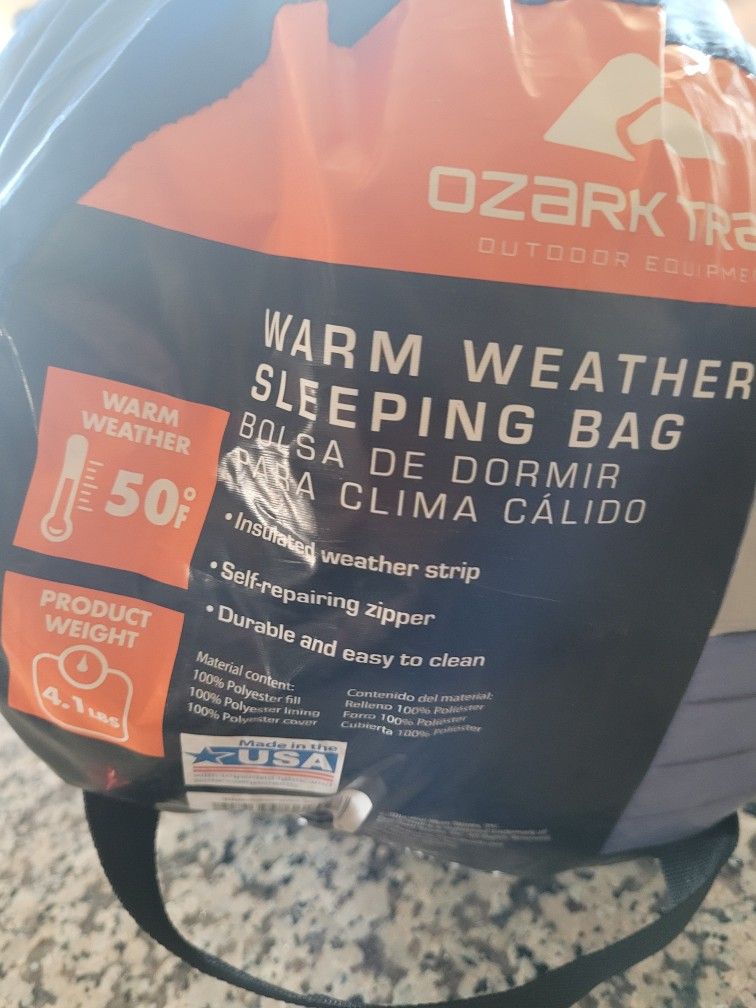 OZARK TRA
OUTDOOR EQUIPME
WARM WEATHER
SLEEPING BAG
BOLSA DE DORMIR
PARA CLIMA CÁLIDO
WARM
WEATHER
50°F
• Insulated weather strip
• Self-repairing zipper
• Durable and easy to clean
PRODUCT
WEIGHT
4.1 LBS
Material content:
100% Polyester fill
100% Polyester lining
100% Polyester cover
Contenido del material:
Relleno 100% Poliéster
Forro 100% Poliéster
Cubierta 100% Poliéster
Made in the
USA